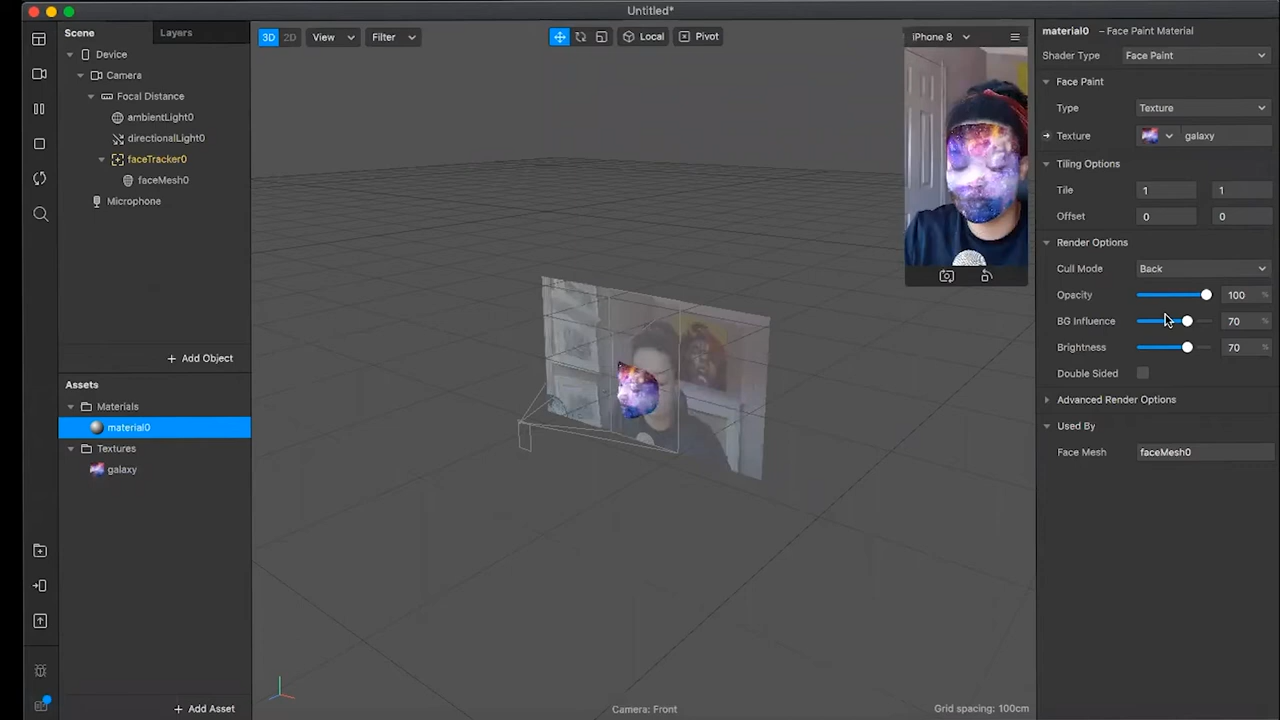 Untitled*
Scene
Layers
Device
Camera
Focal Distance
ambientLight0
directionalLight0
faceTracker0
faceMesh0
Microphone
+ Add Object
Assets
Materials
material0
Textures
galaxy
+ Add Asset
3D 2D View Filter
Local Pivot
iPhone 8
Camera: Front
Grid spacing: 100cm
material0 – Face Paint Material
Shader Type Face Paint
Face Paint
Type Texture
Texture galaxy
Tiling Options
Tile 1 1
Offset 0 0
Render Options
Cull Mode Back
Opacity 100 %
BG Influence 70 %
Brightness 70 %
Double Sided
Advanced Render Options
Used By
Face Mesh faceMesh0